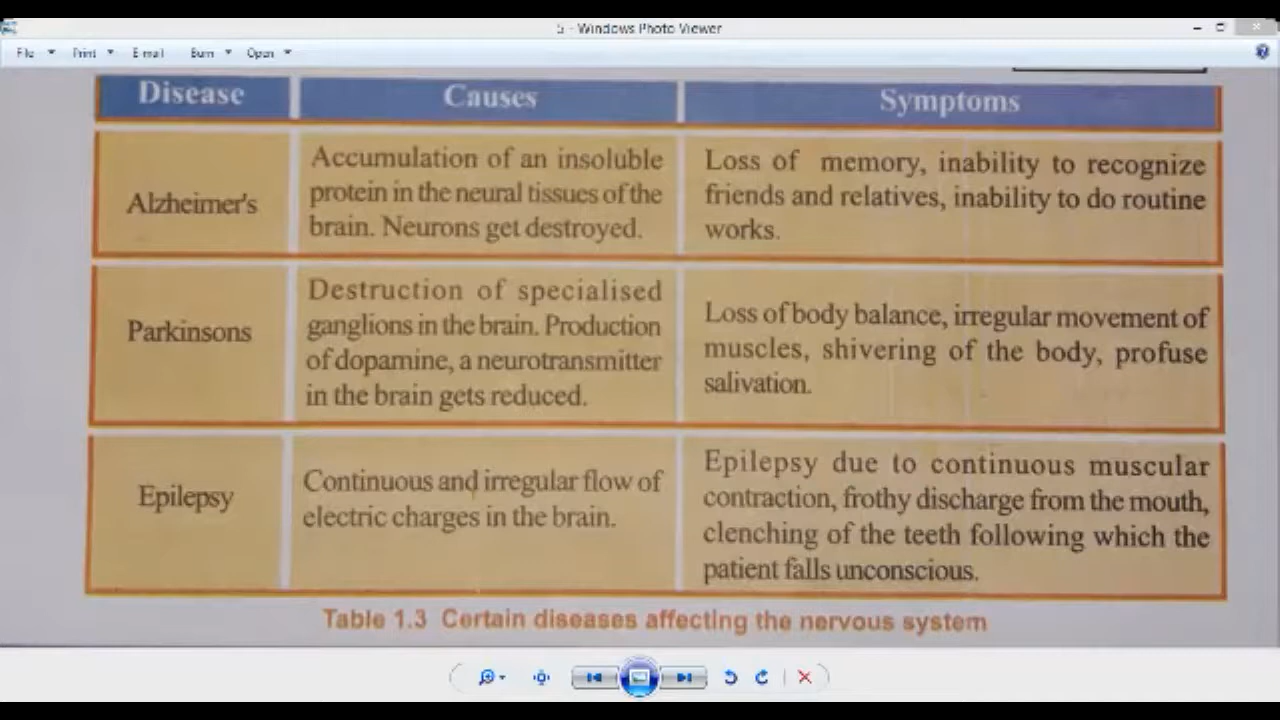 5 - Windows Photo Viewer
File Print E-mail Burn Open
Disease Causes Symptoms
Alzheimer's
Accumulation of an insoluble
protein in the neural tissues of the
brain. Neurons get destroyed.
Loss of memory, inability to recognize
friends and relatives, inability to do routine
works.
Parkinsons
Destruction of specialised
ganglions in the brain. Production
of dopamine, a neurotransmitter
in the brain gets reduced.
Loss of body balance, irregular movement of
muscles, shivering of the body, profuse
salivation.
Epilepsy
Continuous and irregular flow of
electric charges in the brain.
Epilepsy due to continuous muscular
contraction, frothy discharge from the mouth,
clenching of the teeth following which the
patient falls unconscious.
Table 1.3 Certain diseases affecting the nervous system